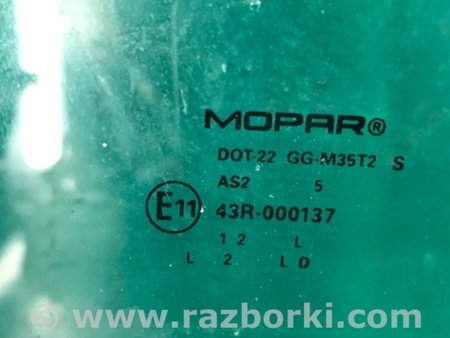 MOPAR®
DOT-22 GG-M35T2 S
AS2 5
E11 43R-000137
1 2 L
L 2 L D
www.razborki.com